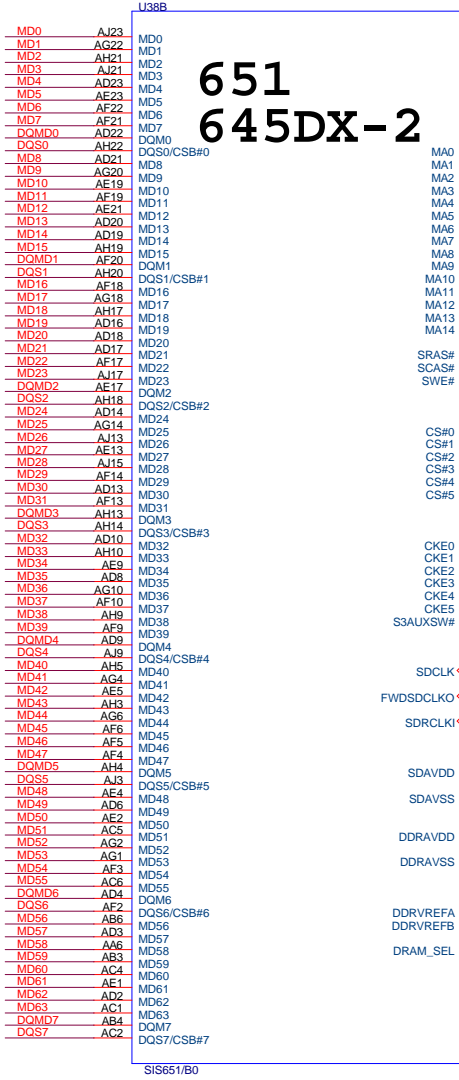 U38B
651
645DX-2
MD0 AJ23 MD0
MD1 AG22 MD1
MD2 AH21 MD2
MD3 AJ21 MD3
MD4 AD23 MD4
MD5 AE23 MD5
MD6 AF22 MD6
MD7 AF21 MD7
DQMD0 AD22 DQM0
DQS0 AH22 DQS0/CSB#0
MD8 AD21 MD8
MD9 AG20 MD9
MD10 AE19 MD10
MD11 AF19 MD11
MD12 AE21 MD12
MD13 AD20 MD13
MD14 AD19 MD14
MD15 AH19 MD15
DQMD1 AF20 DQM1
DQS1 AH20 DQS1/CSB#1
MD16 AF18 MD16
MD17 AG18 MD17
MD18 AH17 MD18
MD19 AD16 MD19
MD20 AD18 MD20
MD21 AD17 MD21
MD22 AF17 MD22
MD23 AJ17 MD23
DQMD2 AE17 DQM2
DQS2 AH18 DQS2/CSB#2
MD24 AD14 MD24
MD25 AG14 MD25
MD26 AJ13 MD26
MD27 AE13 MD27
MD28 AJ15 MD28
MD29 AF14 MD29
MD30 AD13 MD30
MD31 AF13 MD31
DQMD3 AH13 DQM3
DQS3 AH14 DQS3/CSB#3
MD32 AD10 MD32
MD33 AH10 MD33
MD34 AE9 MD34
MD35 AD8 MD35
MD36 AG10 MD36
MD37 AF10 MD37
MD38 AH9 MD38
MD39 AF9 MD39
DQMD4 AD9 DQM4
DQS4 AJ9 DQS4/CSB#4
MD40 AH5 MD40
MD41 AG4 MD41
MD42 AE5 MD42
MD43 AH3 MD43
MD44 AG6 MD44
MD45 AF6 MD45
MD46 AF5 MD46
MD47 AF4 MD47
DQMD5 AH4 DQM5
DQS5 AJ3 DQS5/CSB#5
MD48 AE4 MD48
MD49 AD6 MD49
MD50 AE2 MD50
MD51 AC5 MD51
MD52 AG2 MD52
MD53 AG1 MD53
MD54 AF3 MD54
MD55 AC6 MD55
DQMD6 AD4 DQM6
DQS6 AF2 DQS6/CSB#6
MD56 AB6 MD56
MD57 AD3 MD57
MD58 AA6 MD58
MD59 AB3 MD59
MD60 AC4 MD60
MD61 AE1 MD61
MD62 AD2 MD62
MD63 AC1 MD63
DQMD7 AB4 DQM7
DQS7 AC2 DQS7/CSB#7
MA0
MA1
MA2
MA3
MA4
MA5
MA6
MA7
MA8
MA9
MA10
MA11
MA12
MA13
MA14
SRAS#
SCAS#
SWE#
CS#0
CS#1
CS#2
CS#3
CS#4
CS#5
CKE0
CKE1
CKE2
CKE3
CKE4
CKE5
S3AUXSW#
SDCLK
FWDSDCLKO
SDRCLKI
SDAVDD
SDAVSS
DDRAVDD
DDRAVSS
DDRVREFA
DDRVREFB
DRAM_SEL
SIS651/B0